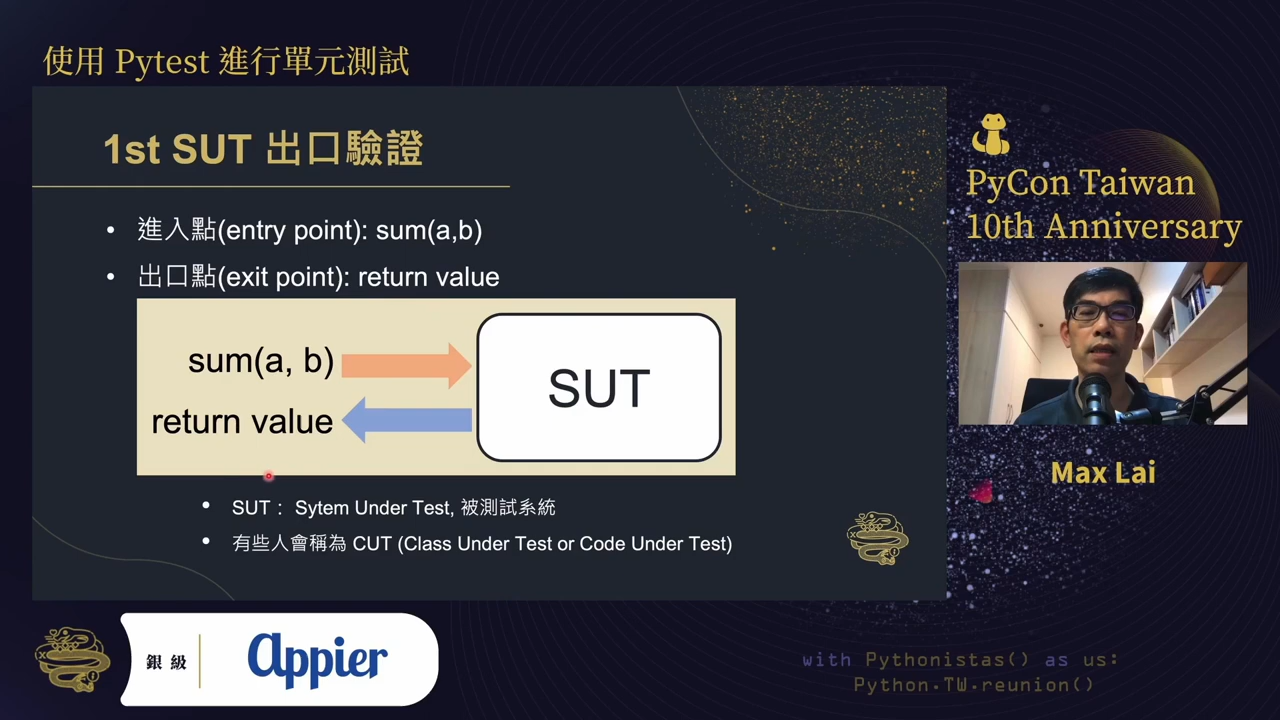 使用 Pytest 進行單元測試
1st SUT 出口驗證
• 進入點(entry point): sum(a,b)
• 出口點(exit point): return value
sum(a, b)
return value
SUT
• SUT： Sytem Under Test, 被測試系統
• 有些人會稱為 CUT (Class Under Test or Code Under Test)
PyCon Taiwan
10th Anniversary
Max Lai
銀級
appier
with Pythonistas() as us:
Python.TW.reunion()